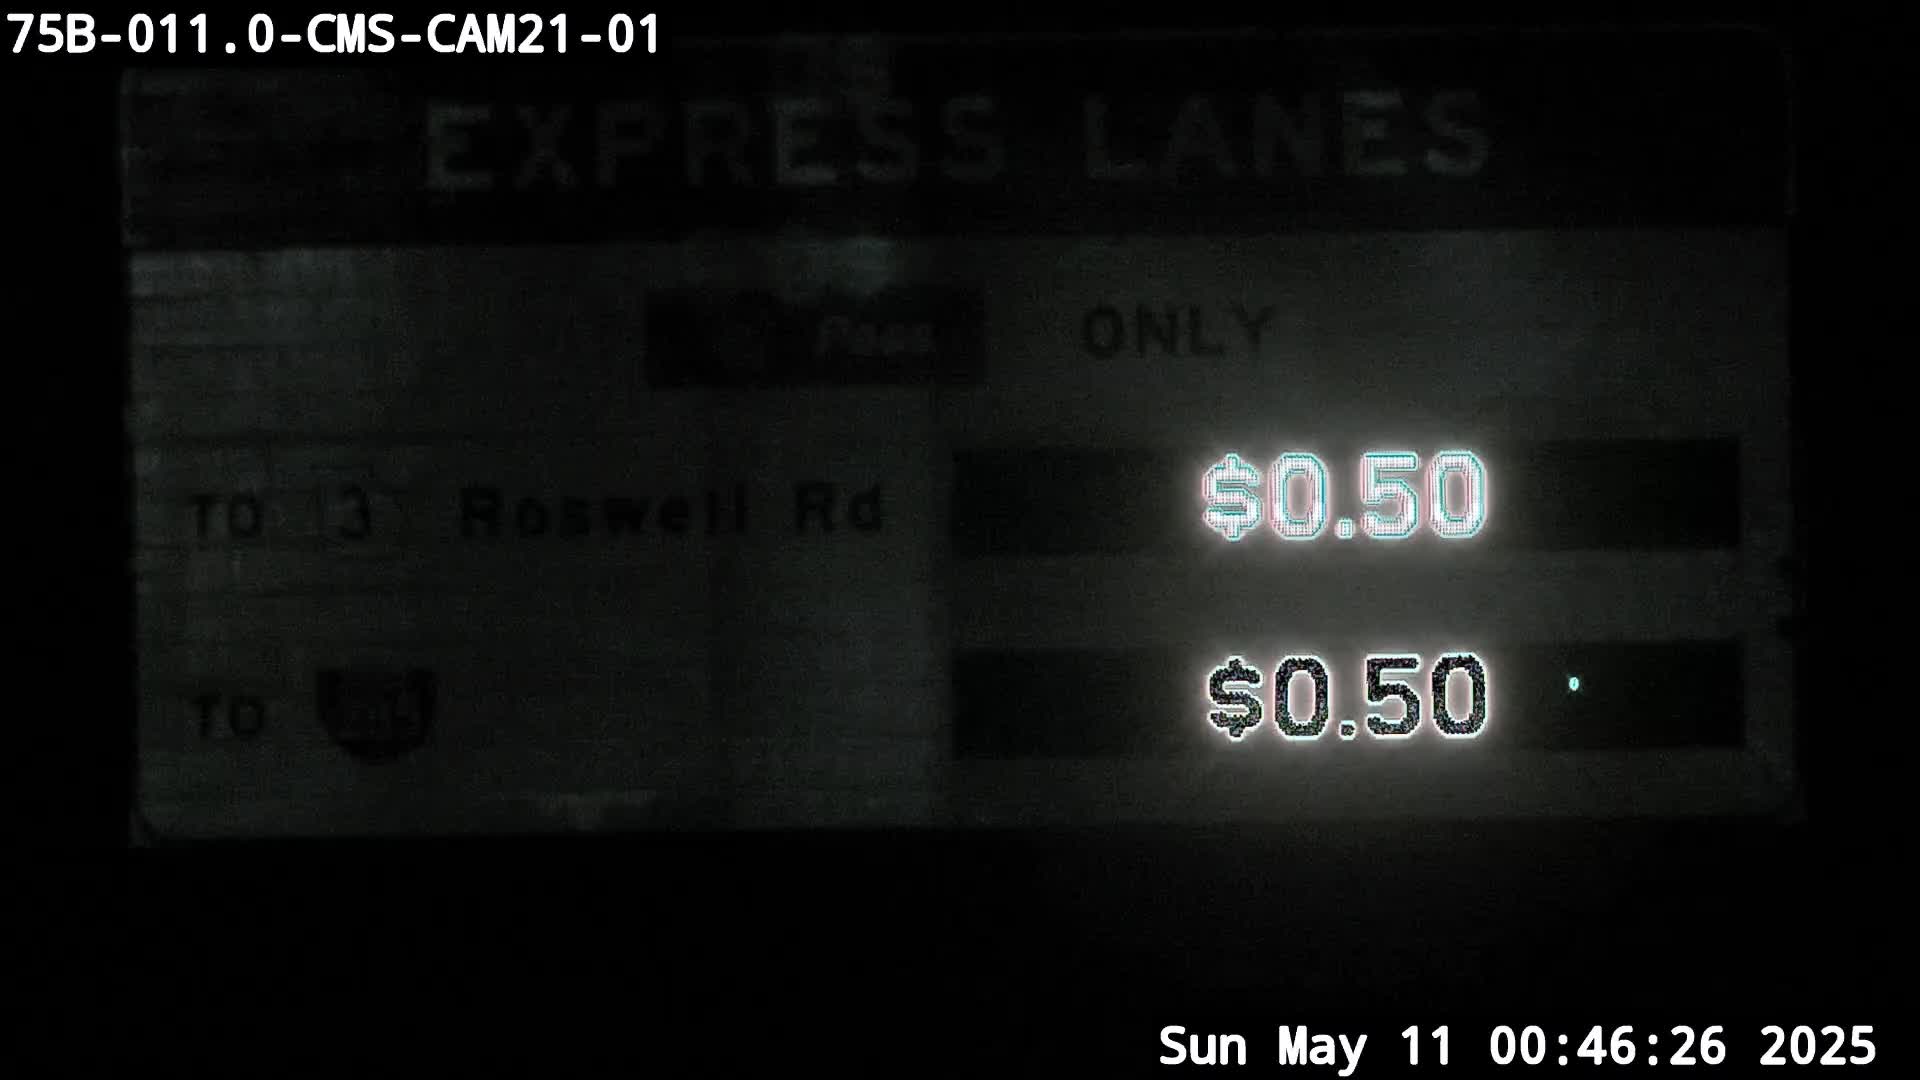 75B-011.0-CMS-CAM21-01
EXPRESS LANES
Pass ONLY
TO 3 Roswell Rd $0.50
TO $0.50
Sun May 11 00:46:26 2025